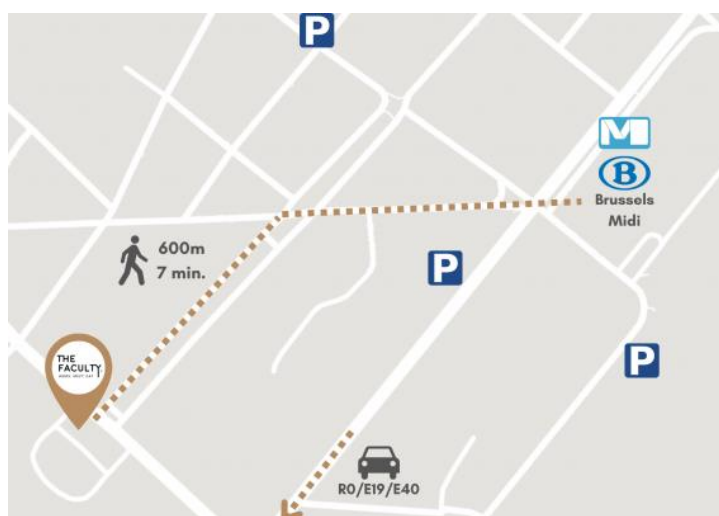 P
M
B
Brussels
Midi
600m
7 min.
P
P
THE
FACULTY
R0/E19/E40